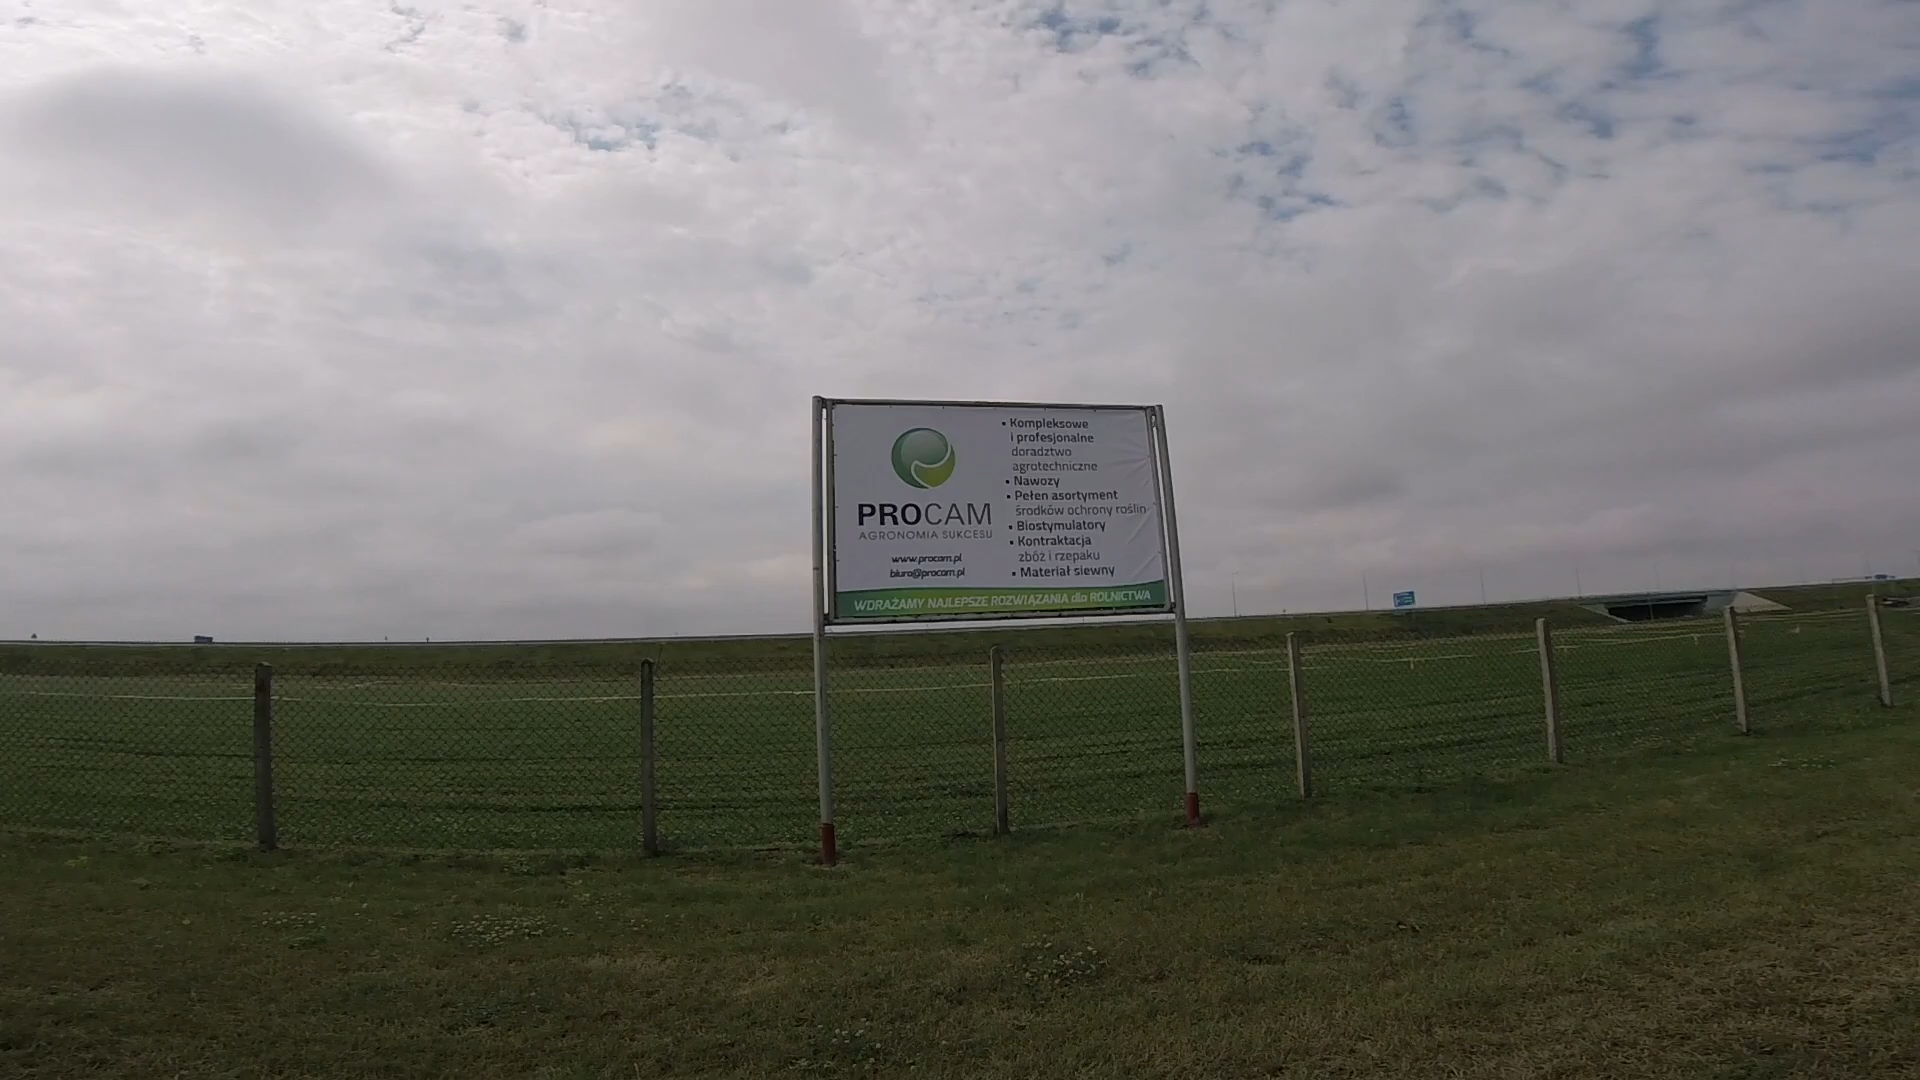 PROCAM
AGRONOMIA SUKCESU
www.procam.pl
biuro@procam.pl
• Kompleksowe
i profesjonalne
doradztwo
agrotechniczne
• Nawozy
• Pełen asortyment
środków ochrony roślin
• Biostymulatory
• Kontraktacja
zbóż i rzepaku
• Materiał siewny
WDRAŻAMY NAJLEPSZE ROZWIĄZANIA dla ROLNICTWA